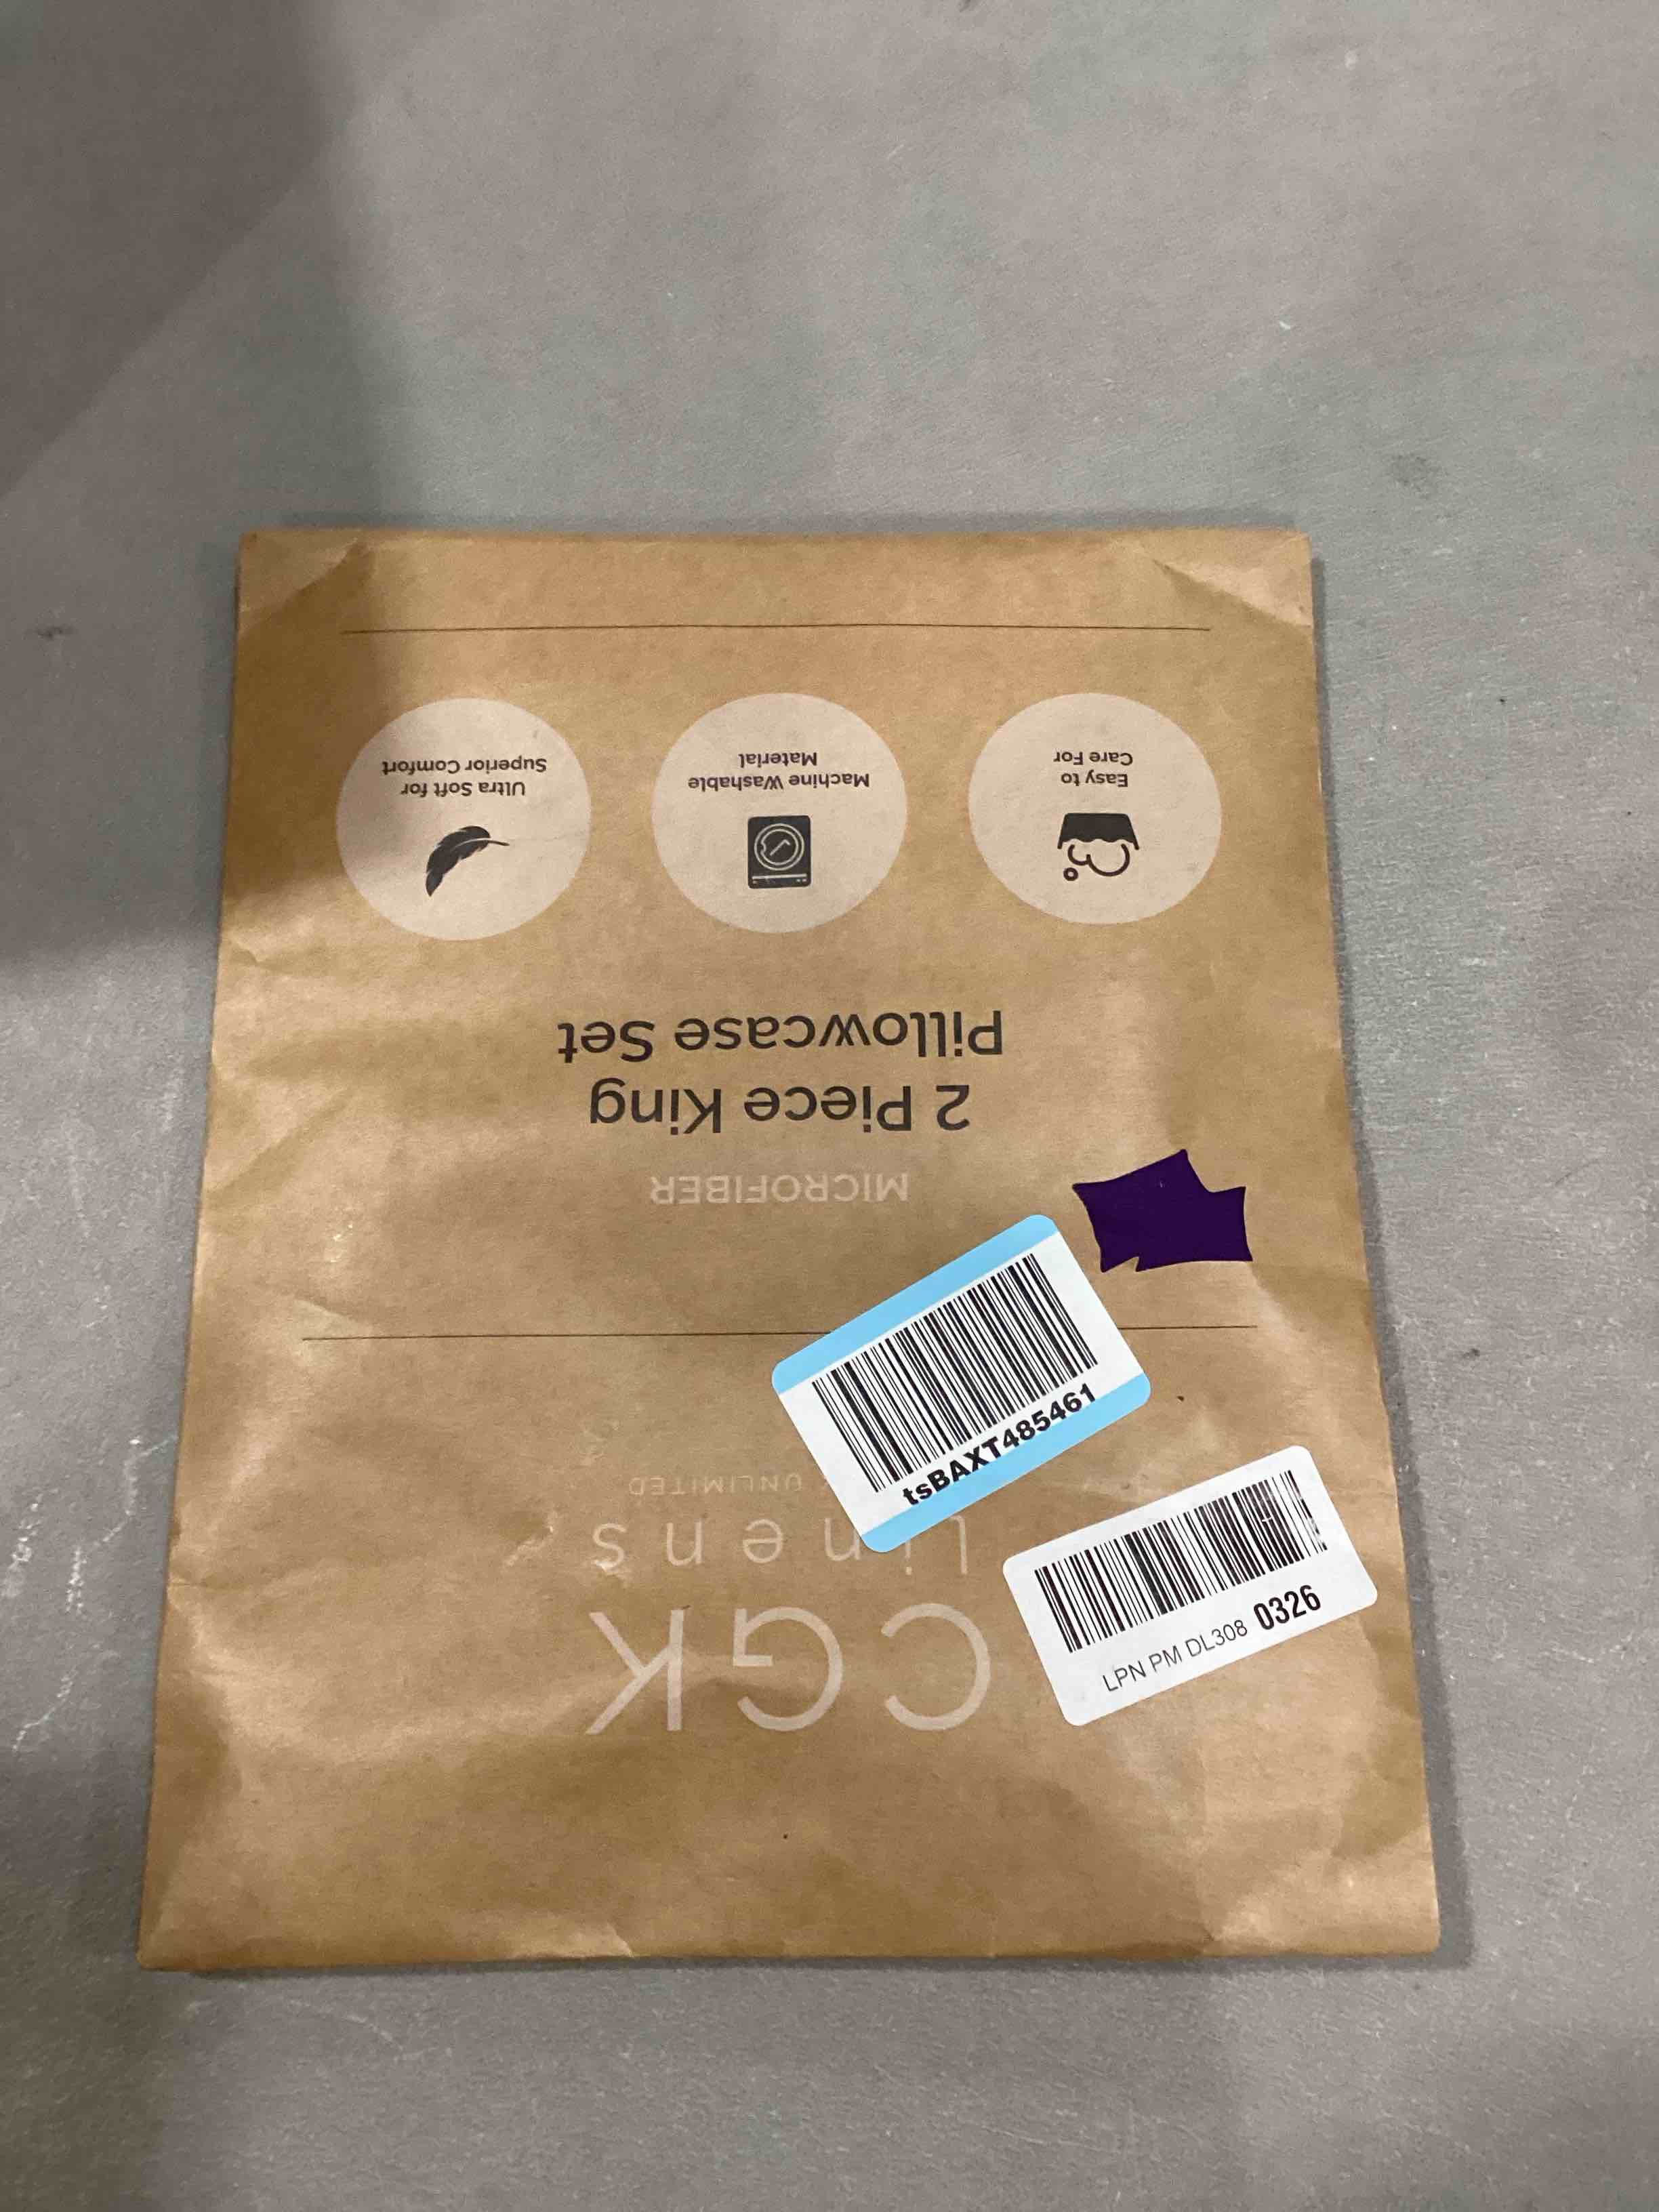 CGK
Linens
UNLIMITED
MICROFIBER
2 Piece King
Pillowcase Set
Easy to
Care For
Machine Washable
Material
Ultra Soft for
Superior Comfort
tsBAXT485461
LPN PM DL308 0326